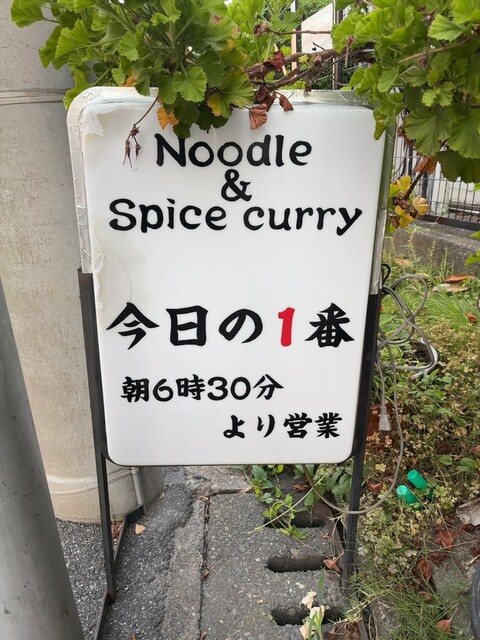 Noodle
&
Spice curry
今日の1番
朝6時30分
より営業